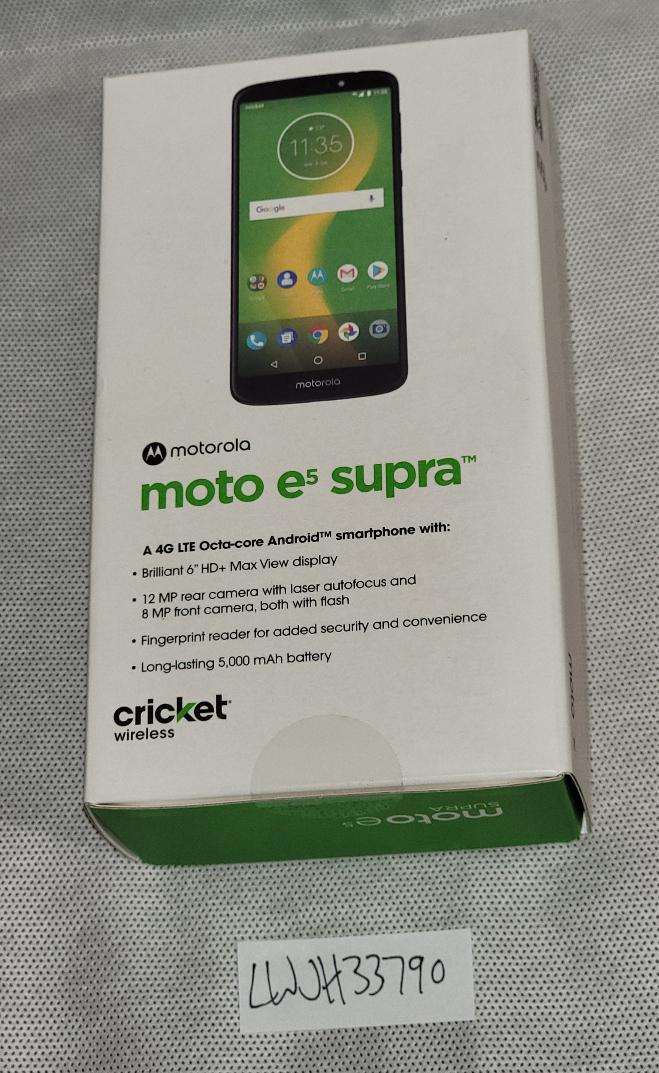 11:35
Google
Play Store
motorola
motorola
moto e5 supra™
A 4G LTE Octa-core Android™ smartphone with:
• Brilliant 6" HD+ Max View display
• 12 MP rear camera with laser autofocus and
8 MP front camera, both with flash
• Fingerprint reader for added security and convenience
• Long-lasting 5,000 mAh battery
cricket
wireless
moto e5
SUPRA
LWJH33790